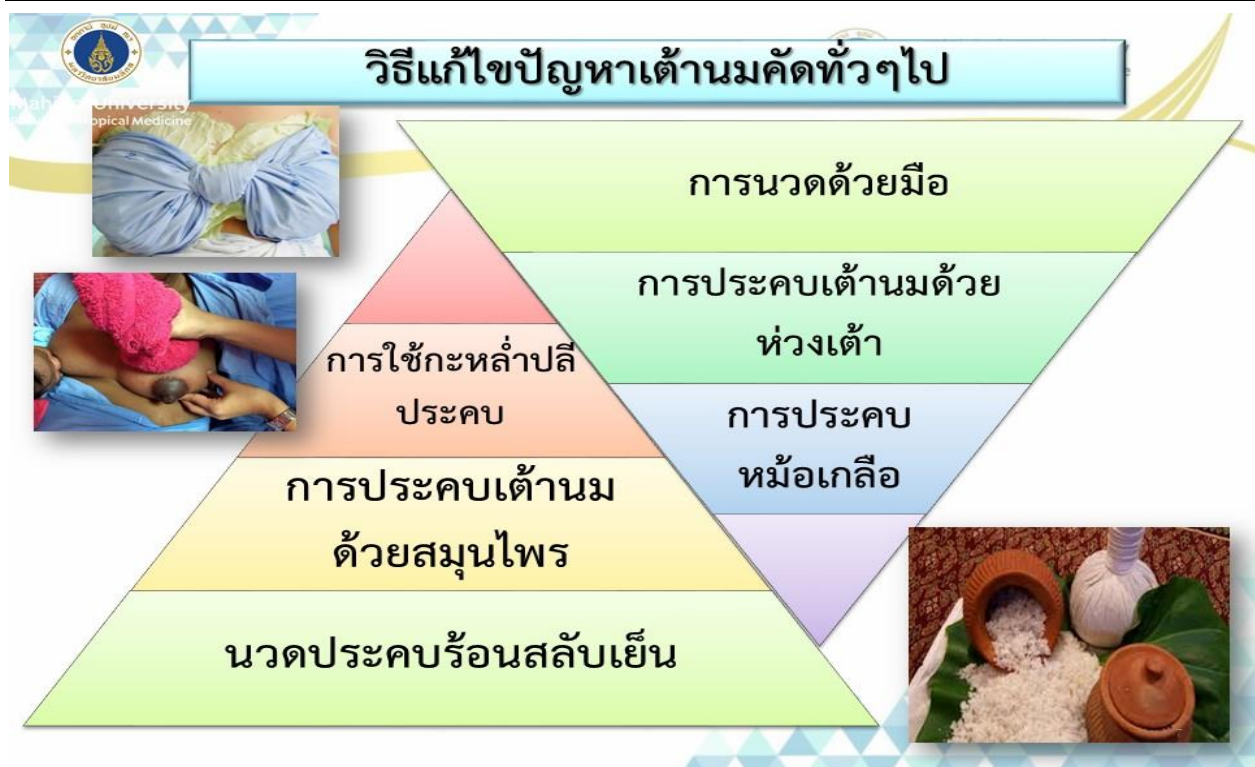 วิธีแก้ไขปัญหาเต้านมคัดทั่วๆไป
Mahidol University
Tropical Medicine
การนวดด้วยมือ
การประคบเต้านมด้วย
ห่วงเต้า
การประคบ
หม้อเกลือ
การใช้กะหล่ำปลี
ประคบ
การประคบเต้านม
ด้วยสมุนไพร
นวดประคบร้อนสลับเย็น